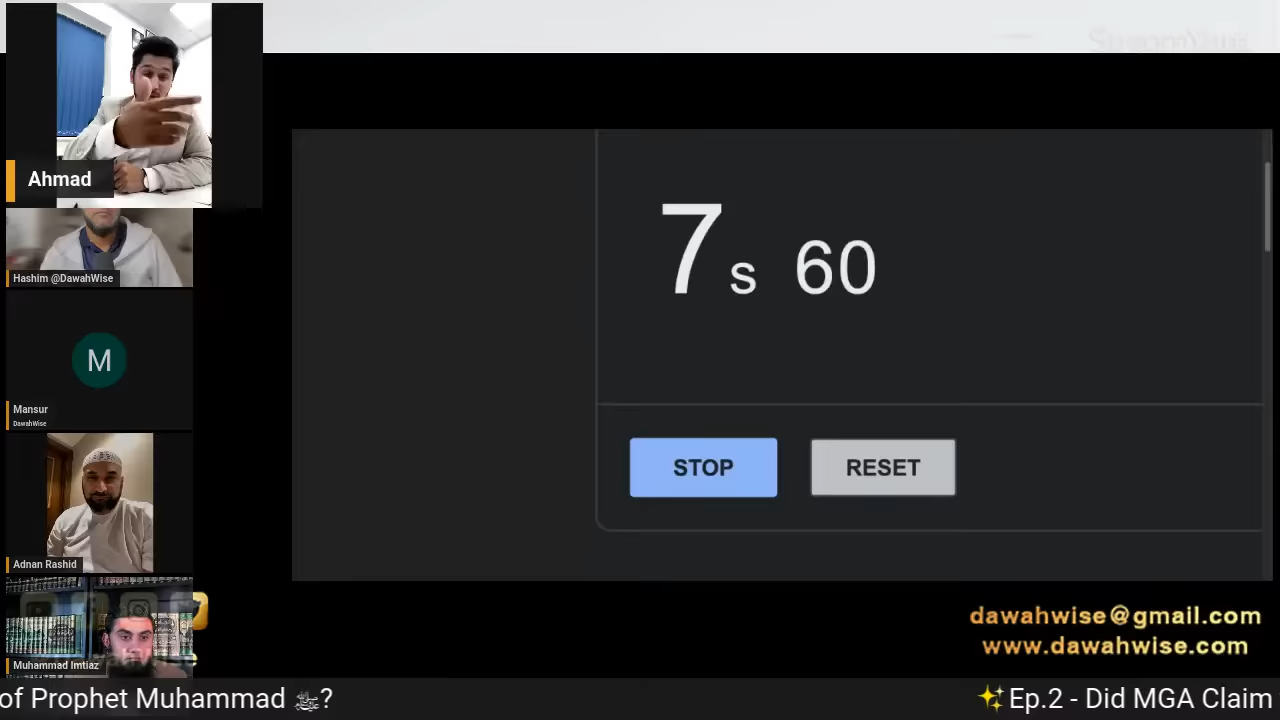 Ahmad
Hashim @DawahWise
M
Mansur
DawahWise
Adnan Rashid
Muhammad Imtiaz
7s 60
STOP
RESET
dawahwise@gmail.com
www.dawahwise.com
of Prophet Muhammad ﷺ?
✨Ep.2 - Did MGA Claim